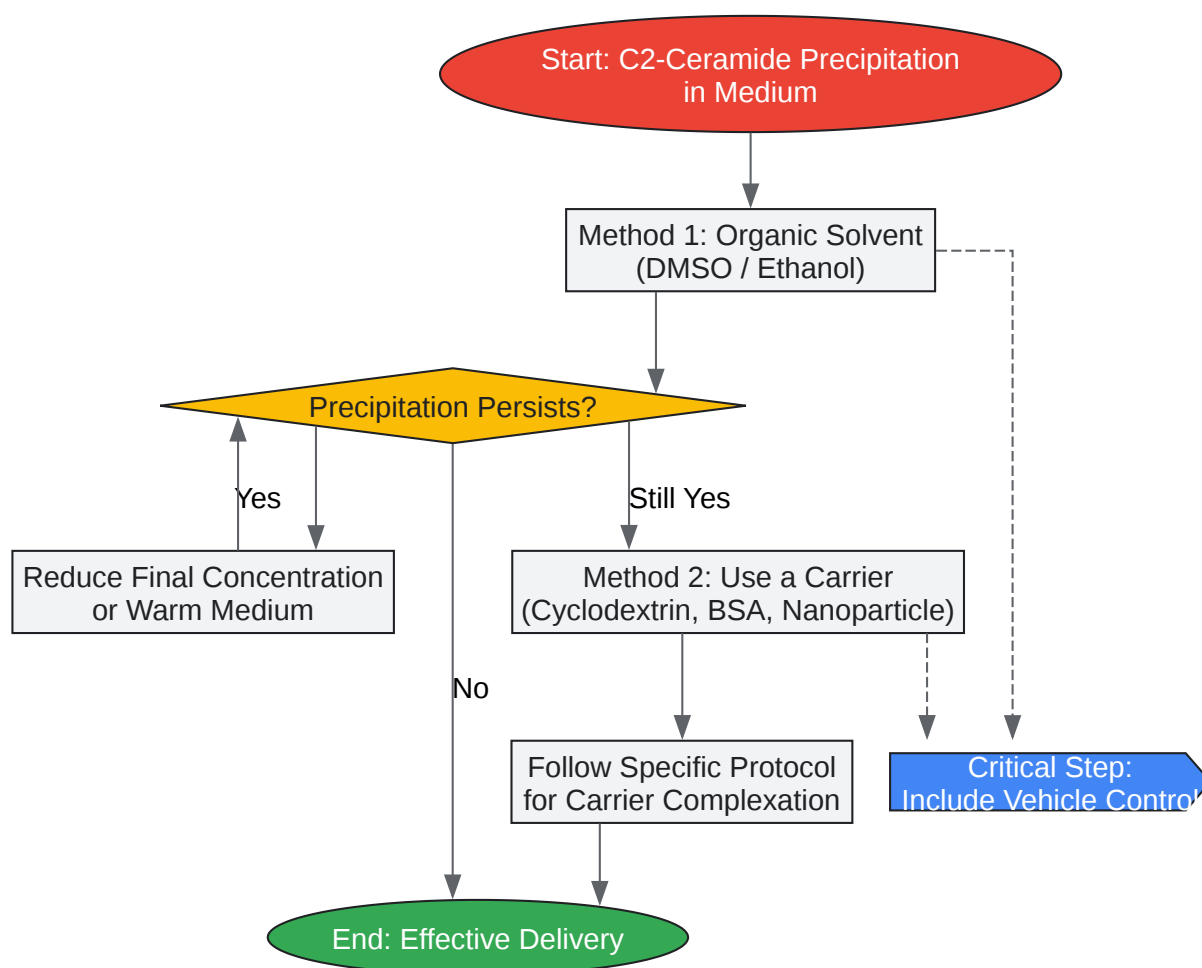 Start: C2-Ceramide Precipitation
in Medium
Method 1: Organic Solvent
(DMSO / Ethanol)
Precipitation Persists?
Yes
Still Yes
Reduce Final Concentration
or Warm Medium
Method 2: Use a Carrier
(Cyclodextrin, BSA, Nanoparticle)
No
Follow Specific Protocol
for Carrier Complexation
Critical Step:
Include Vehicle Control
End: Effective Delivery